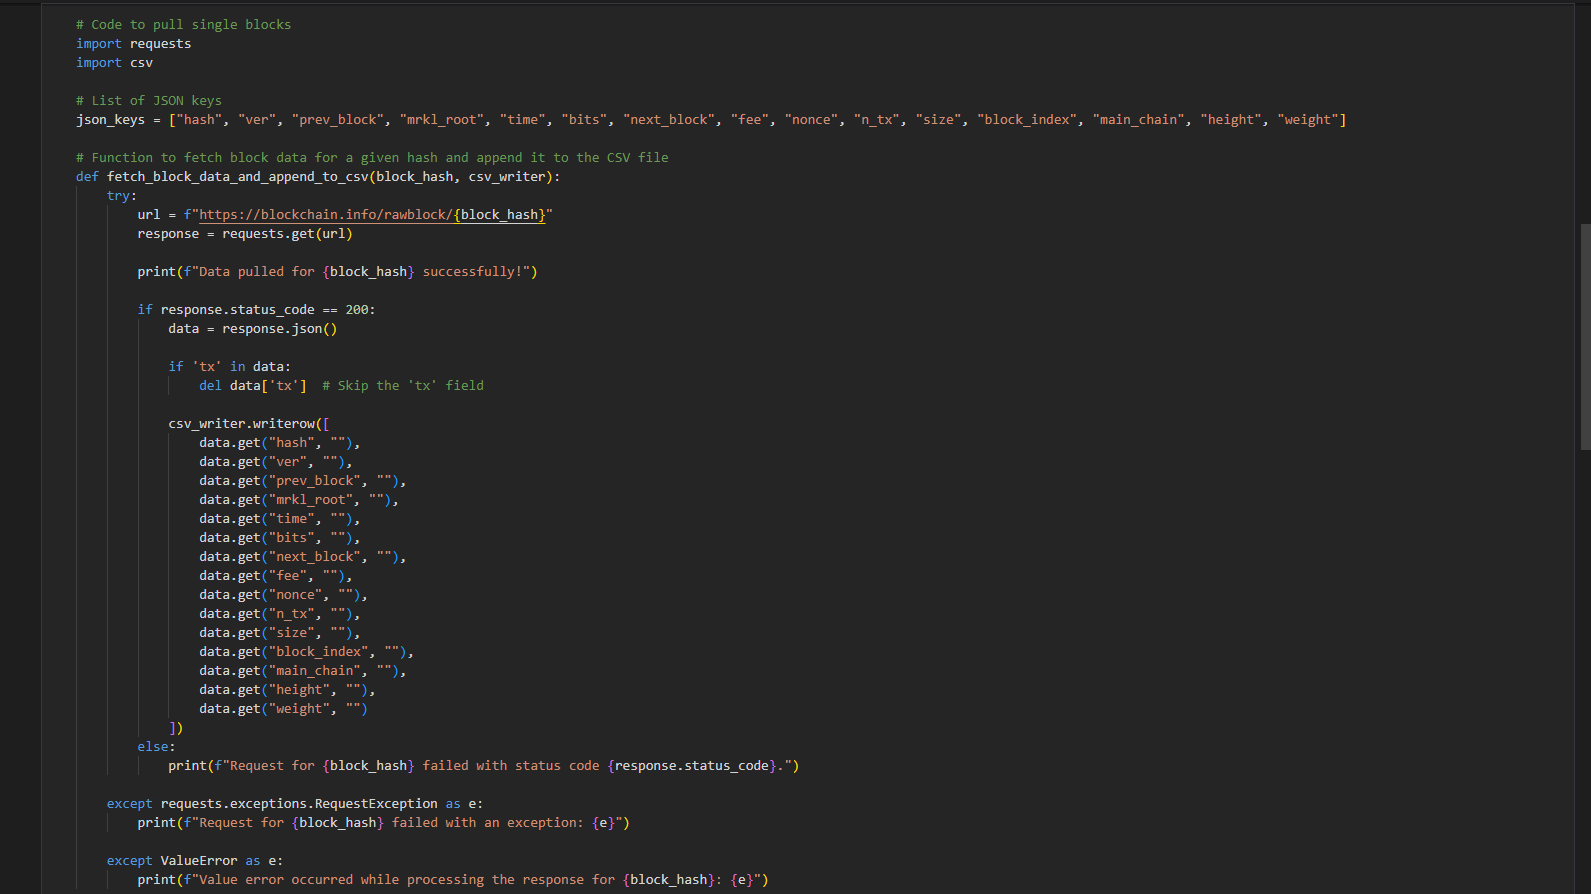 # Code to pull single blocks
import requests
import csv
# List of JSON keys
json_keys = ["hash", "ver", "prev_block", "mrkl_root", "time", "bits", "next_block", "fee", "nonce", "n_tx", "size", "block_index", "main_chain", "height", "weight"]
# Function to fetch block data for a given hash and append it to the CSV file
def fetch_block_data_and_append_to_csv(block_hash, csv_writer):
    try:
        url = f"https://blockchain.info/rawblock/{block_hash}"
        response = requests.get(url)
        print(f"Data pulled for {block_hash} successfully!")
        if response.status_code == 200:
            data = response.json()
            if 'tx' in data:
                del data['tx']  # Skip the 'tx' field
            csv_writer.writerow([
                data.get("hash", ""),
                data.get("ver", ""),
                data.get("prev_block", ""),
                data.get("mrkl_root", ""),
                data.get("time", ""),
                data.get("bits", ""),
                data.get("next_block", ""),
                data.get("fee", ""),
                data.get("nonce", ""),
                data.get("n_tx", ""),
                data.get("size", ""),
                data.get("block_index", ""),
                data.get("main_chain", ""),
                data.get("height", ""),
                data.get("weight", "")
            ])
        else:
            print(f"Request for {block_hash} failed with status code {response.status_code}.")
    except requests.exceptions.RequestException as e:
        print(f"Request for {block_hash} failed with an exception: {e}")
    except ValueError as e:
        print(f"Value error occurred while processing the response for {block_hash}: {e}")